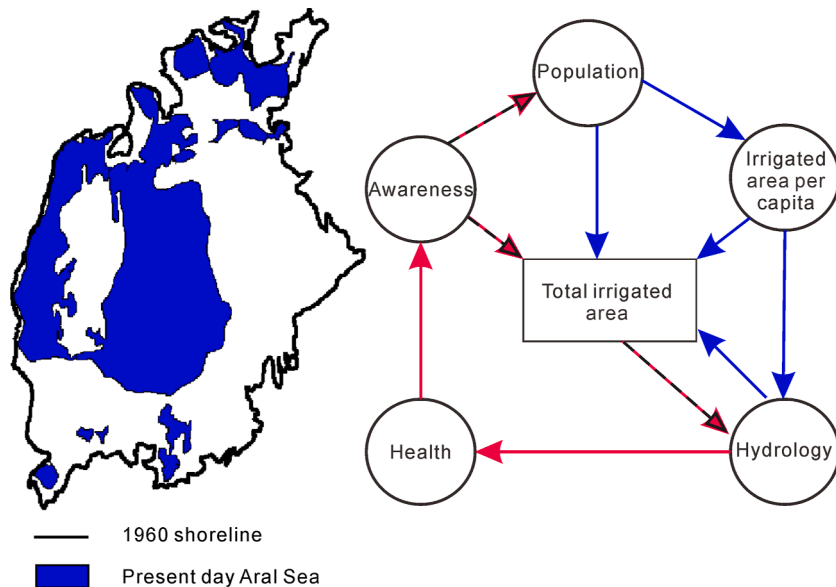 Population
Awareness
Irrigated
area per
capita
Total irrigated
area
Health
Hydrology
1960 shoreline
Present day Aral Sea